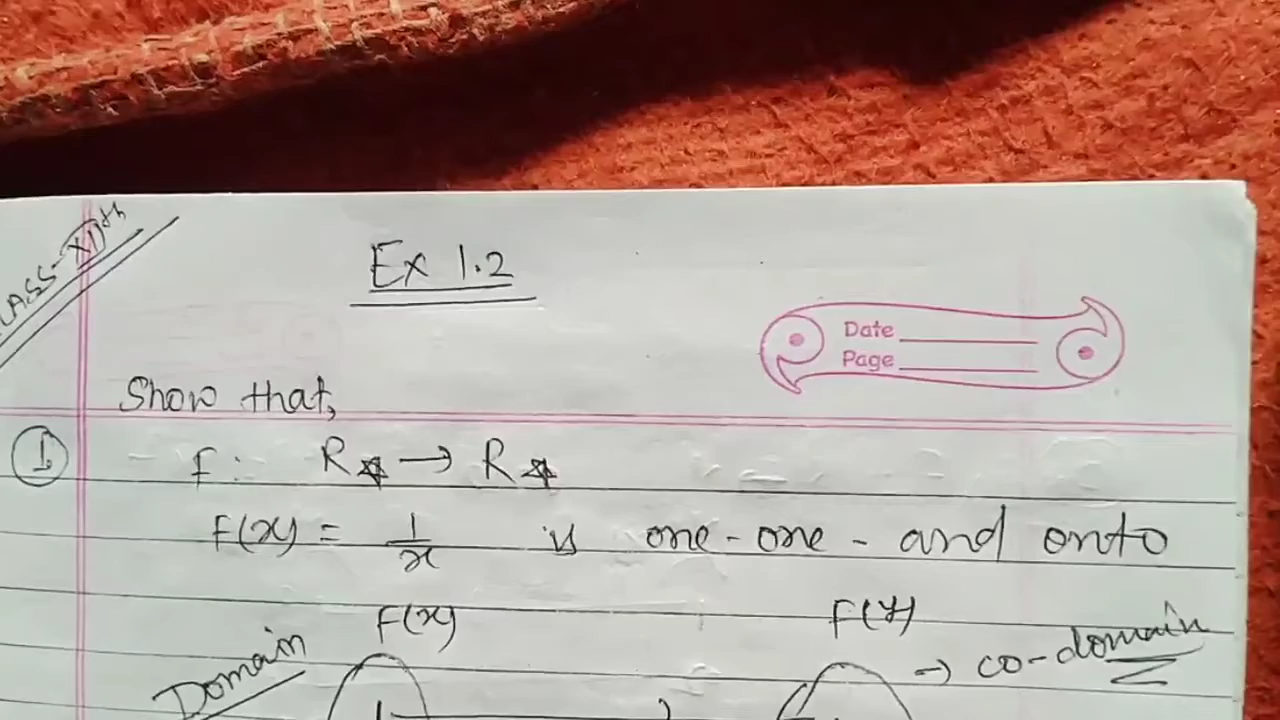 CLASS-XIIth
Ex 1.2
Date
Page
Show that,
1 f: R☆ → R☆
F(x) = 1/x is one-one - and onto
F(x) F(y)
Domain → co-domain